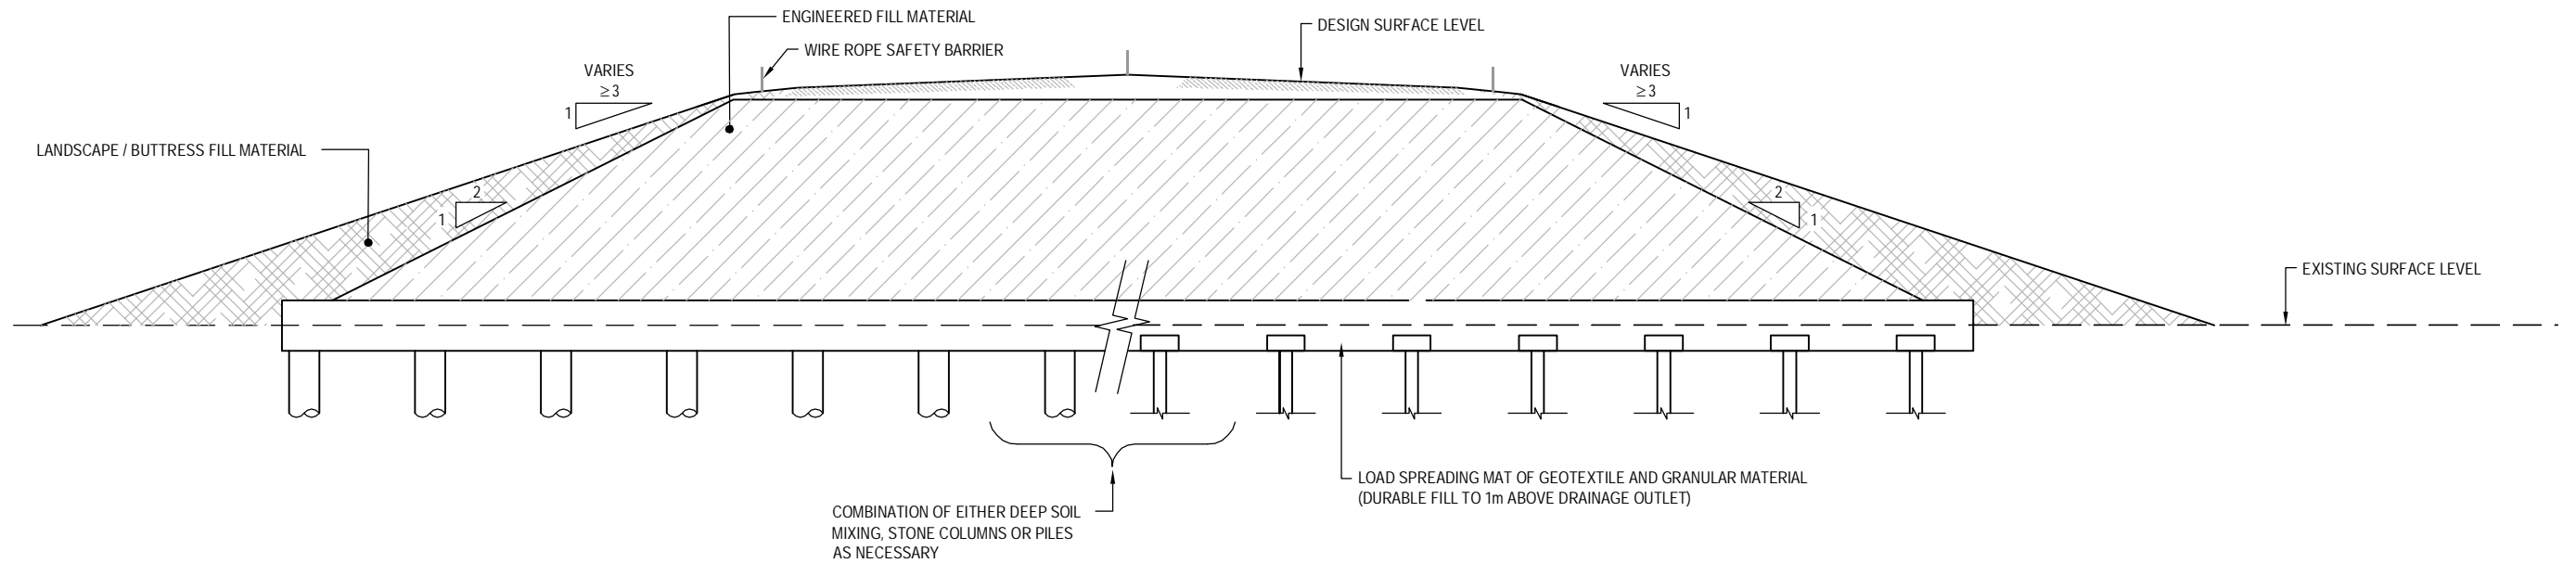 ENGINEERED FILL MATERIAL
WIRE ROPE SAFETY BARRIER
DESIGN SURFACE LEVEL
VARIES
≥3
1
VARIES
≥3
1
LANDSCAPE / BUTTRESS FILL MATERIAL
2
1
2
1
EXISTING SURFACE LEVEL
LOAD SPREADING MAT OF GEOTEXTILE AND GRANULAR MATERIAL
(DURABLE FILL TO 1m ABOVE DRAINAGE OUTLET)
COMBINATION OF EITHER DEEP SOIL
MIXING, STONE COLUMNS OR PILES
AS NECESSARY